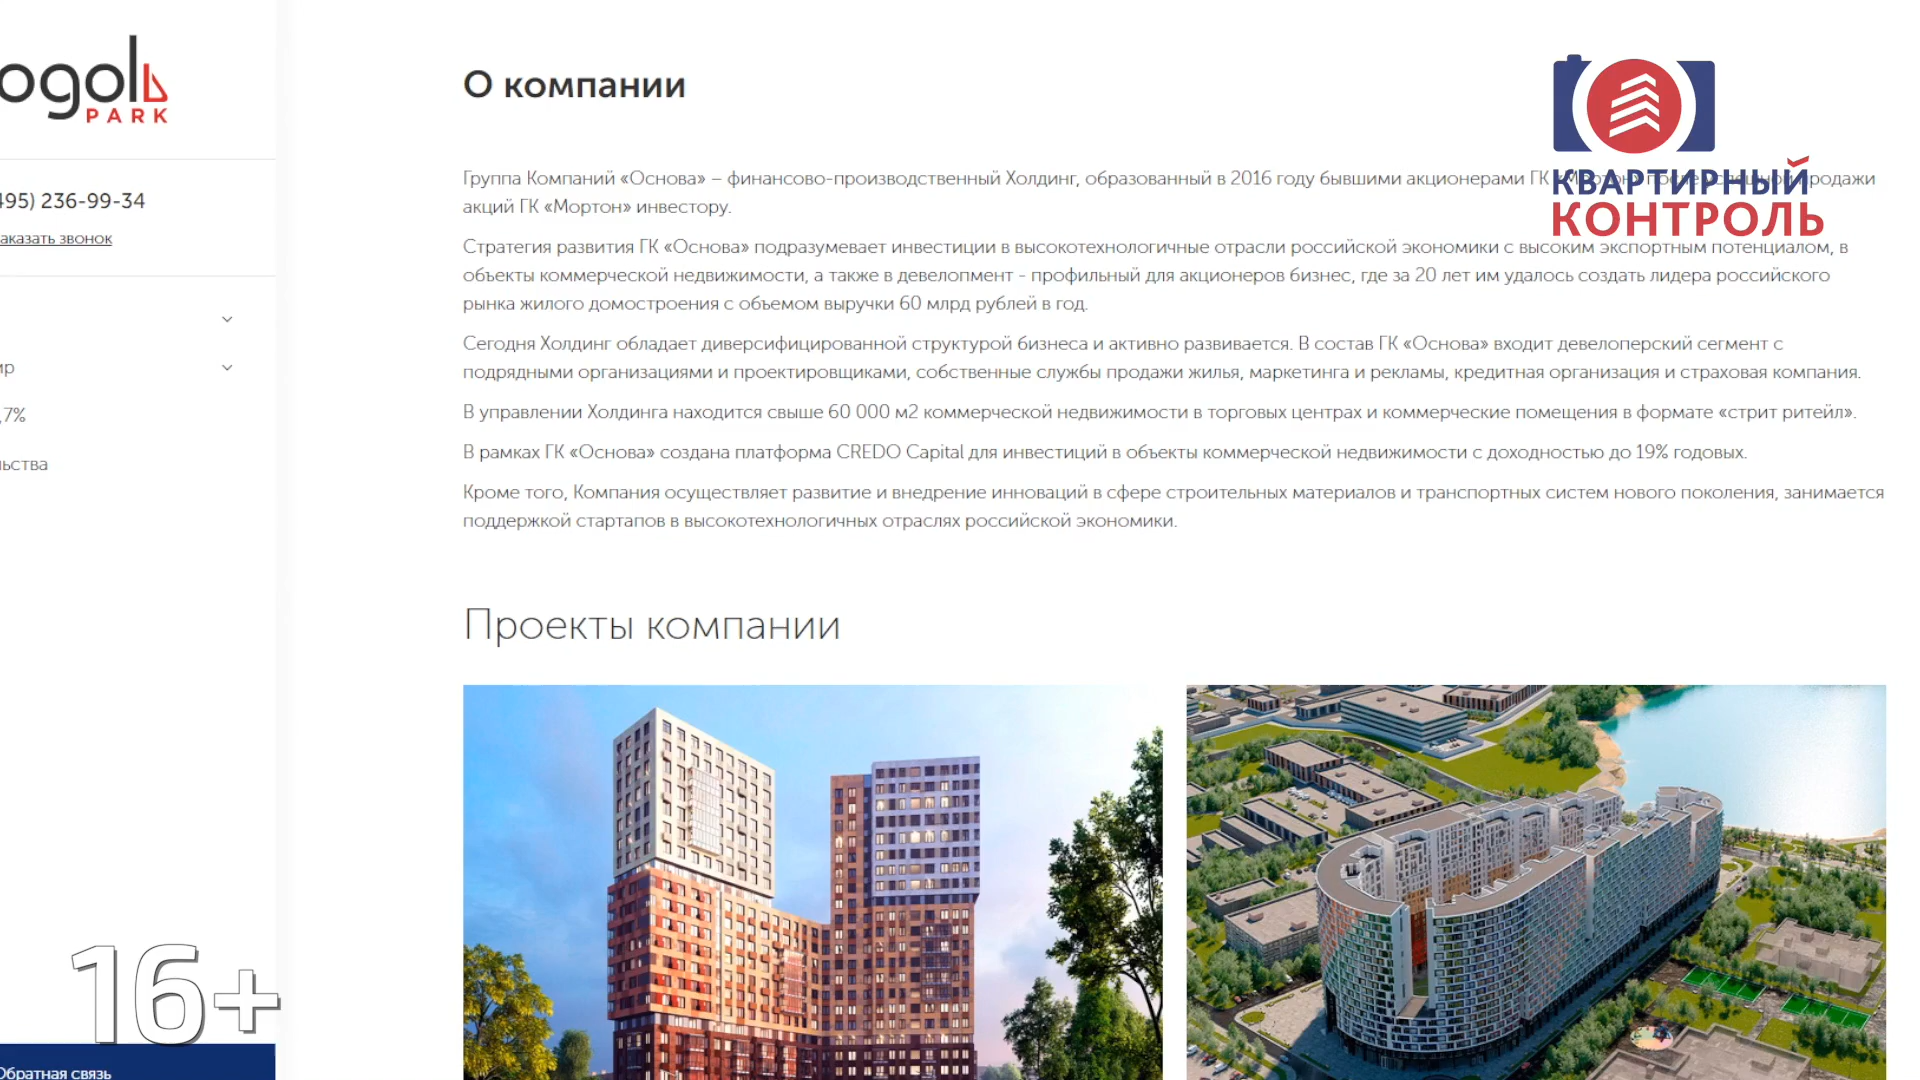 ogol
PARK
495) 236-99-34
аказать звонок
ир
,7%
льства
Обратная связь
16+
КВАРТИРНЫЙ
КОНТРОЛЬ
О компании
Группа Компаний «Основа» – финансово-производственный Холдинг, образованный в 2016 году бывшими акционерами ГК «Мортон» после успешной продажи
акций ГК «Мортон» инвестору.
Стратегия развития ГК «Основа» подразумевает инвестиции в высокотехнологичные отрасли российской экономики с высоким экспортным потенциалом, в
объекты коммерческой недвижимости, а также в девелопмент - профильный для акционеров бизнес, где за 20 лет им удалось создать лидера российского
рынка жилого домостроения с объемом выручки 60 млрд рублей в год.
Сегодня Холдинг обладает диверсифицированной структурой бизнеса и активно развивается. В состав ГК «Основа» входит девелоперский сегмент с
подрядными организациями и проектировщиками, собственные службы продажи жилья, маркетинга и рекламы, кредитная организация и страховая компания.
В управлении Холдинга находится свыше 60 000 м2 коммерческой недвижимости в торговых центрах и коммерческие помещения в формате «стрит ритейл».
В рамках ГК «Основа» создана платформа CREDO Capital для инвестиций в объекты коммерческой недвижимости с доходностью до 19% годовых.
Кроме того, Компания осуществляет развитие и внедрение инноваций в сфере строительных материалов и транспортных систем нового поколения, занимается
поддержкой стартапов в высокотехнологичных отраслях российской экономики.
Проекты компании